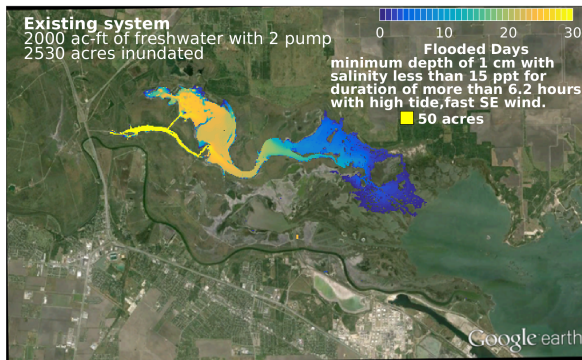 Existing system
2000 ac-ft of freshwater with 2 pump
2530 acres inundated
0 10 20 30
Flooded Days
minimum depth of 1 cm with
salinity less than 15 ppt for
duration of more than 6.2 hours
with high tide,fast SE wind.
50 acres
Google earth